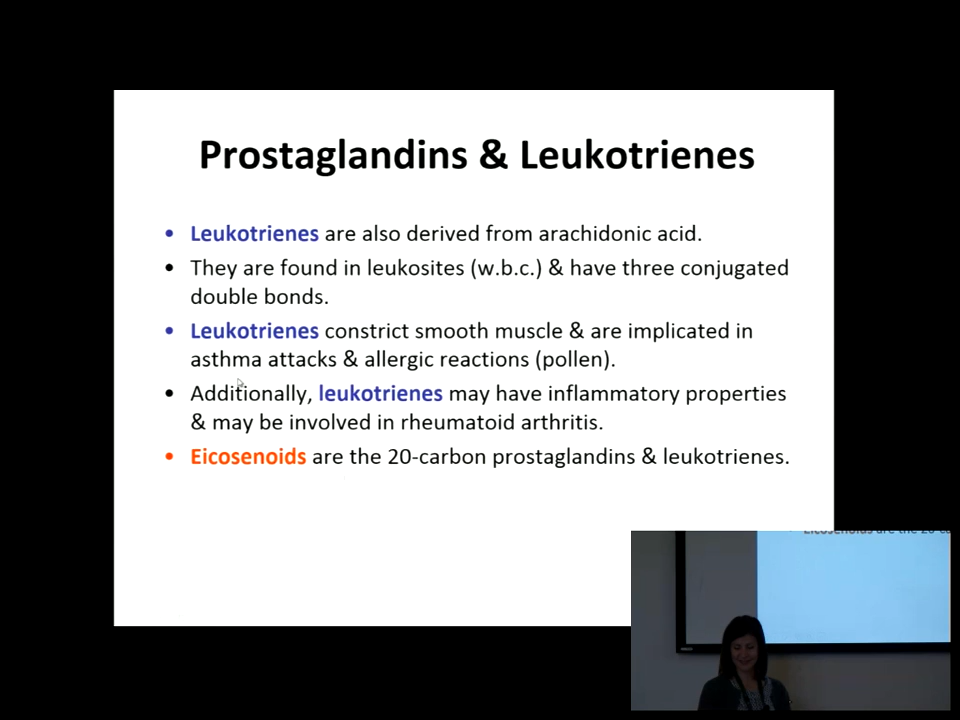 Prostaglandins & Leukotrienes
• Leukotrienes are also derived from arachidonic acid.
• They are found in leukosites (w.b.c.) & have three conjugated
double bonds.
• Leukotrienes constrict smooth muscle & are implicated in
asthma attacks & allergic reactions (pollen).
• Additionally, leukotrienes may have inflammatory properties
& may be involved in rheumatoid arthritis.
• Eicosenoids are the 20-carbon prostaglandins & leukotrienes.